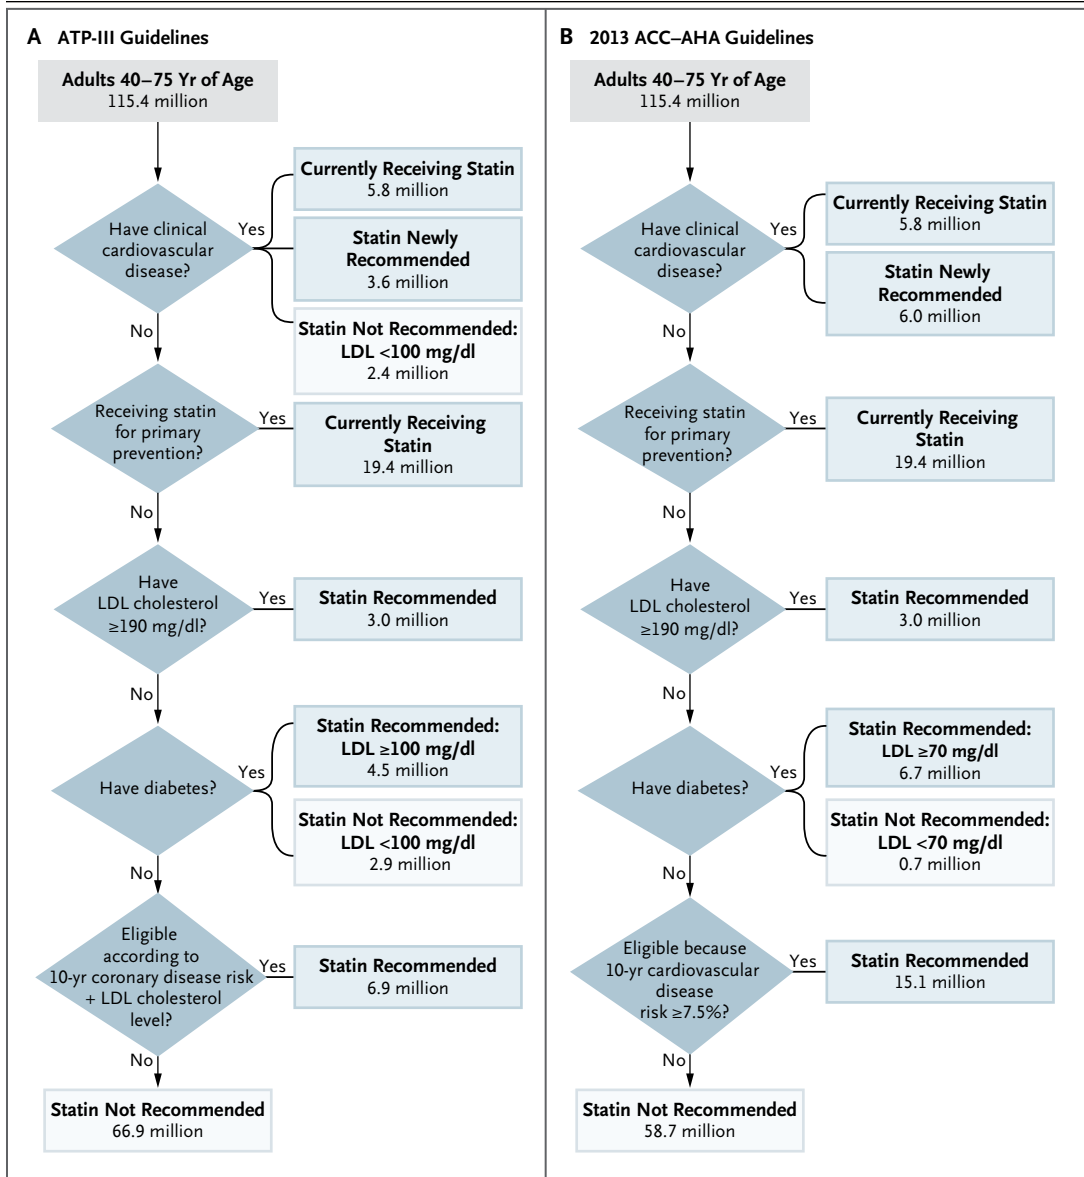 A ATP-III Guidelines
Adults 40–75 Yr of Age
115.4 million
Have clinical
cardiovascular
disease?
Yes
Currently Receiving Statin
5.8 million
Statin Newly
Recommended
3.6 million
Statin Not Recommended:
LDL <100 mg/dl
2.4 million
No
Receiving statin
for primary
prevention?
Yes
Currently Receiving
Statin
19.4 million
No
Have
LDL cholesterol
≥190 mg/dl?
Yes
Statin Recommended
3.0 million
No
Have diabetes?
Yes
Statin Recommended:
LDL ≥100 mg/dl
4.5 million
Statin Not Recommended:
LDL <100 mg/dl
2.9 million
No
Eligible
according to
10-yr coronary disease risk
+ LDL cholesterol
level?
Yes
Statin Recommended
6.9 million
No
Statin Not Recommended
66.9 million
B 2013 ACC–AHA Guidelines
Adults 40–75 Yr of Age
115.4 million
Have clinical
cardiovascular
disease?
Yes
Currently Receiving Statin
5.8 million
Statin Newly
Recommended
6.0 million
No
Receiving statin
for primary
prevention?
Yes
Currently Receiving
Statin
19.4 million
No
Have
LDL cholesterol
≥190 mg/dl?
Yes
Statin Recommended
3.0 million
No
Have diabetes?
Yes
Statin Recommended:
LDL ≥70 mg/dl
6.7 million
Statin Not Recommended:
LDL <70 mg/dl
0.7 million
No
Eligible because
10-yr cardiovascular
disease
risk ≥7.5%?
Yes
Statin Recommended
15.1 million
No
Statin Not Recommended
58.7 million